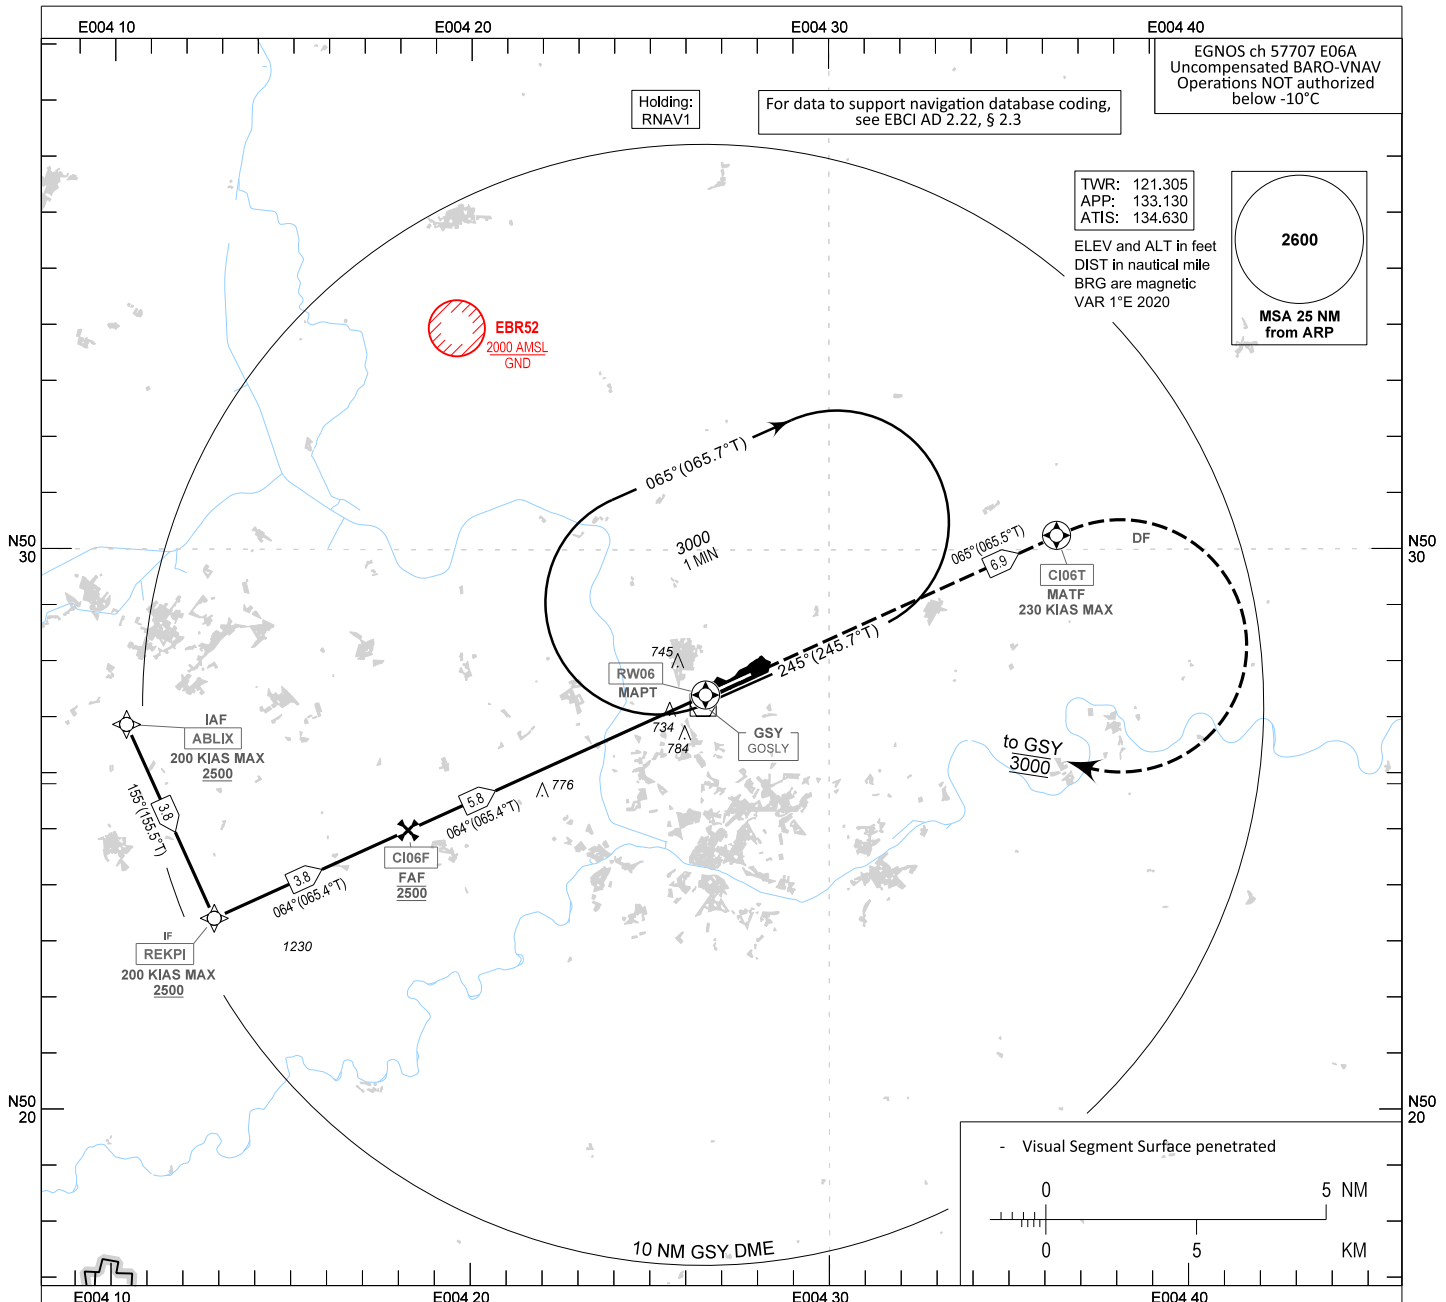 E004 10
E004 20
E004 30
E004 40
EGNOS ch 57707 E06A
Uncompensated BARO-VNAV
Operations NOT authorized
below -10°C
Holding:
RNAV1
For data to support navigation database coding,
see EBCI AD 2.22, § 2.3
TWR: 121.305
APP: 133.130
ATIS: 134.630
ELEV and ALT in feet
DIST in nautical mile
BRG are magnetic
VAR 1°E 2020
2600
MSA 25 NM
from ARP
EBR52
2000 AMSL
GND
065°(065.7°T)
3000
1 MIN
N50
30
N50
30
065°(065.5°T)
6.9
DF
CI06T
MATF
230 KIAS MAX
245°(245.7°T)
745
RW06
MAPT
734
784
GSY
GOSLY
to GSY
3000
IAF
ABLIX
200 KIAS MAX
2500
155°(155.5°T)
3.8
5.8
064°(065.4°T)
776
CI06F
FAF
2500
3.8
064°(065.4°T)
IF
REKPI
200 KIAS MAX
2500
1230
N50
20
N50
20
- Visual Segment Surface penetrated
0
5 NM
0
5
KM
10 NM GSY DME
E004 10
E004 20
E004 30
E004 40